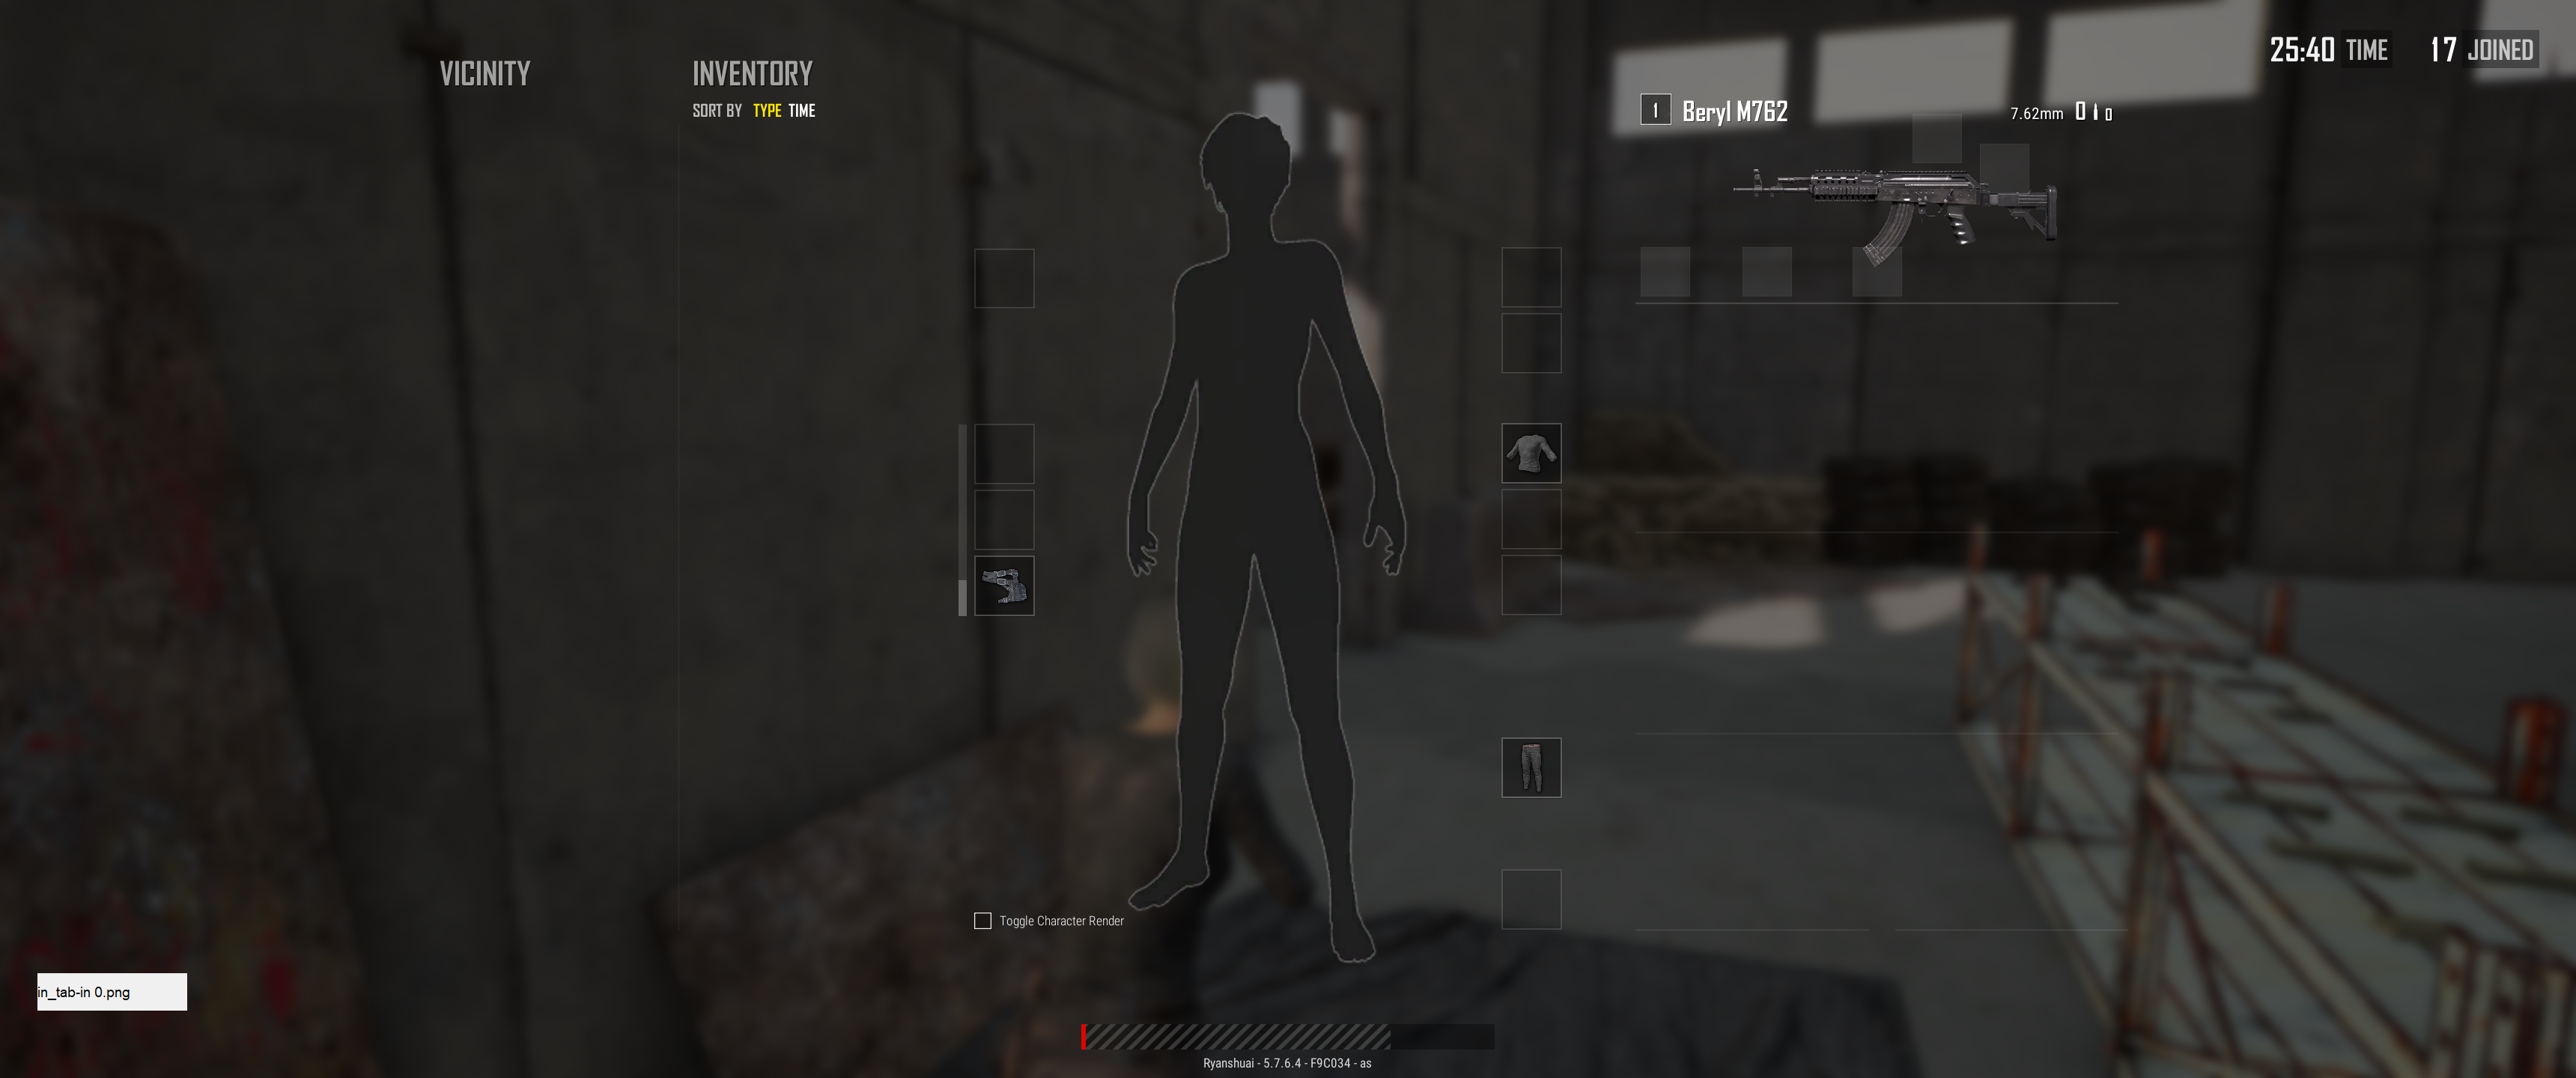 25:40 TIME 17 JOINED
VICINITY
INVENTORY
SORT BY TYPE TIME
1 Beryl M762 7.62mm 0 0
Toggle Character Render
in_tab-in 0.png
Ryanshuai - 5.7.6.4 - F9C034 - as